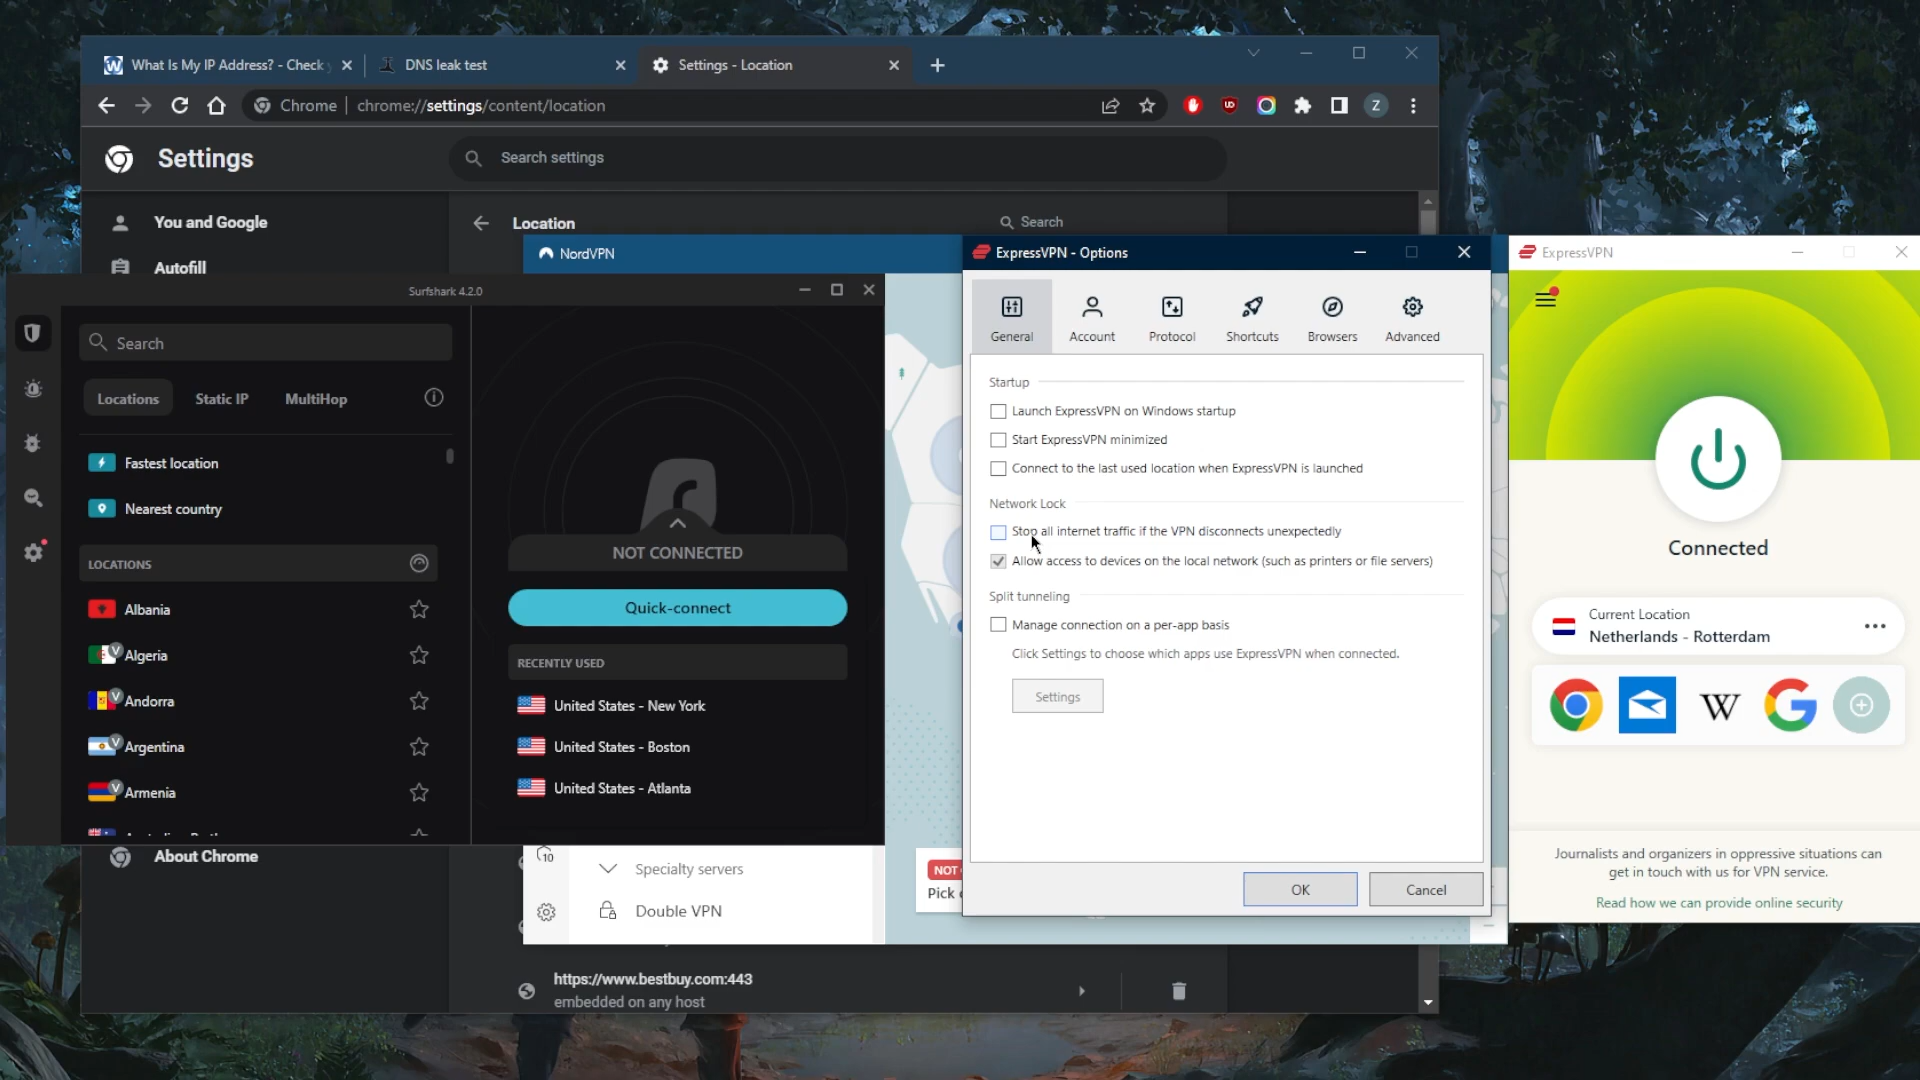 What Is My IP Address? - Check
DNS leak test
Settings - Location
Chrome
chrome://settings/content/location
Z
Settings
Search settings
You and Google
Autofill
Location
Search
NordVPN
Surfshark 4.2.0
Search
Locations
Static IP
MultiHop
Fastest location
Nearest country
LOCATIONS
Albania
Algeria
Andorra
Argentina
Armenia
NOT CONNECTED
Quick-connect
RECENTLY USED
United States - New York
United States - Boston
United States - Atlanta
ExpressVPN - Options
General
Account
Protocol
Shortcuts
Browsers
Advanced
Startup
Launch ExpressVPN on Windows startup
Start ExpressVPN minimized
Connect to the last used location when ExpressVPN is launched
Network Lock
Stop all internet traffic if the VPN disconnects unexpectedly
Allow access to devices on the local network (such as printers or file servers)
Split tunneling
Manage connection on a per-app basis
Click Settings to choose which apps use ExpressVPN when connected.
Settings
OK
Cancel
ExpressVPN
Connected
Current Location
Netherlands - Rotterdam
W
Journalists and organizers in oppressive situations can
get in touch with us for VPN service.
Read how we can provide online security
About Chrome
10
Specialty servers
Double VPN
NOT
Pick
https://www.bestbuy.com:443
embedded on any host